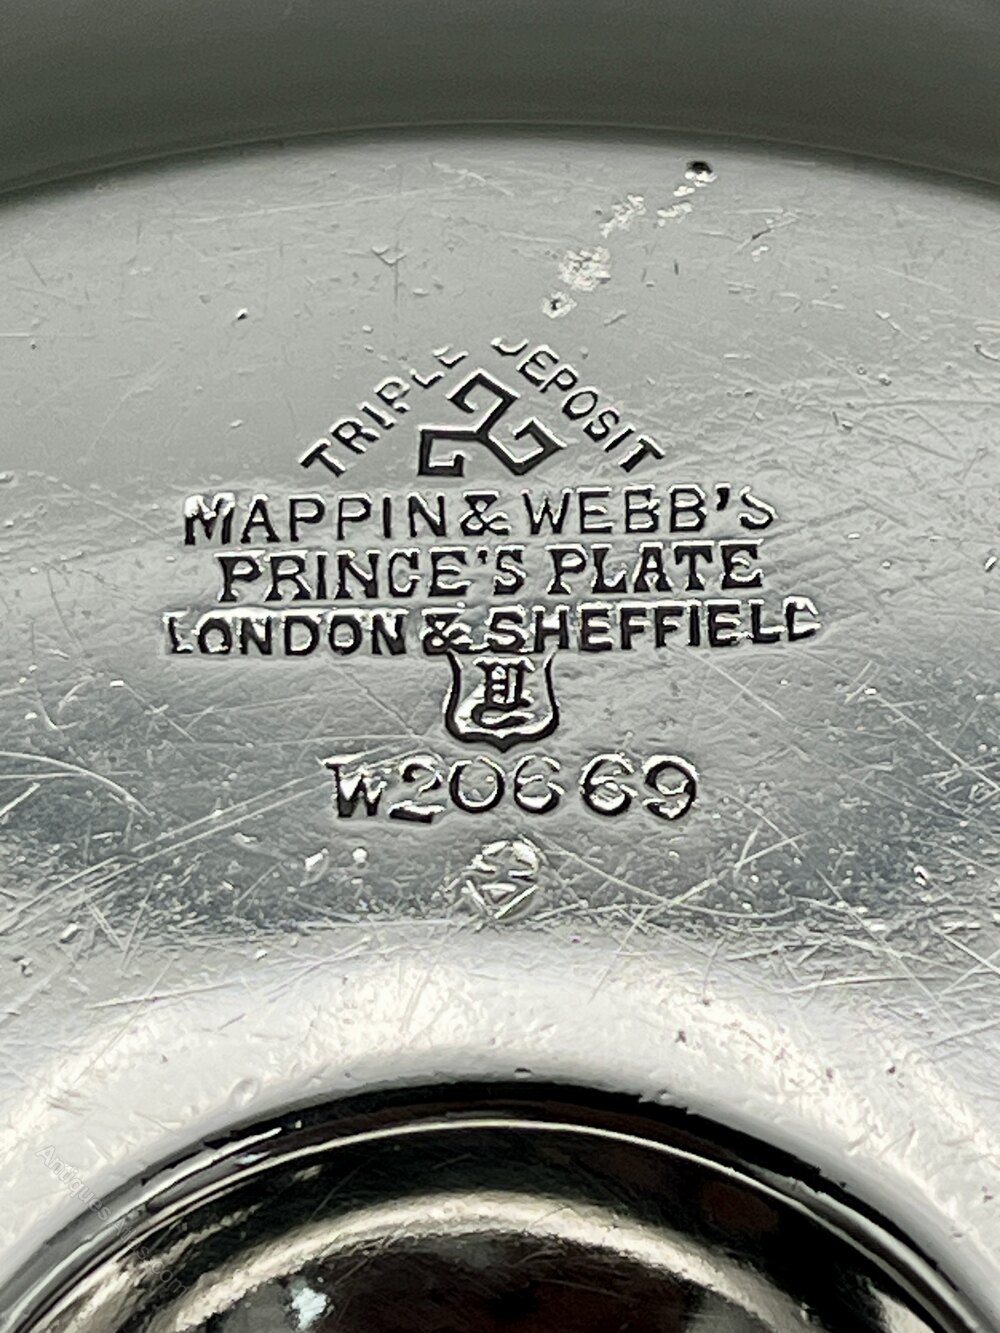 TRIPLE DEPOSIT
MAPPIN & WEBB'S
PRINCE'S PLATE
LONDON & SHEFFIELD
W20669